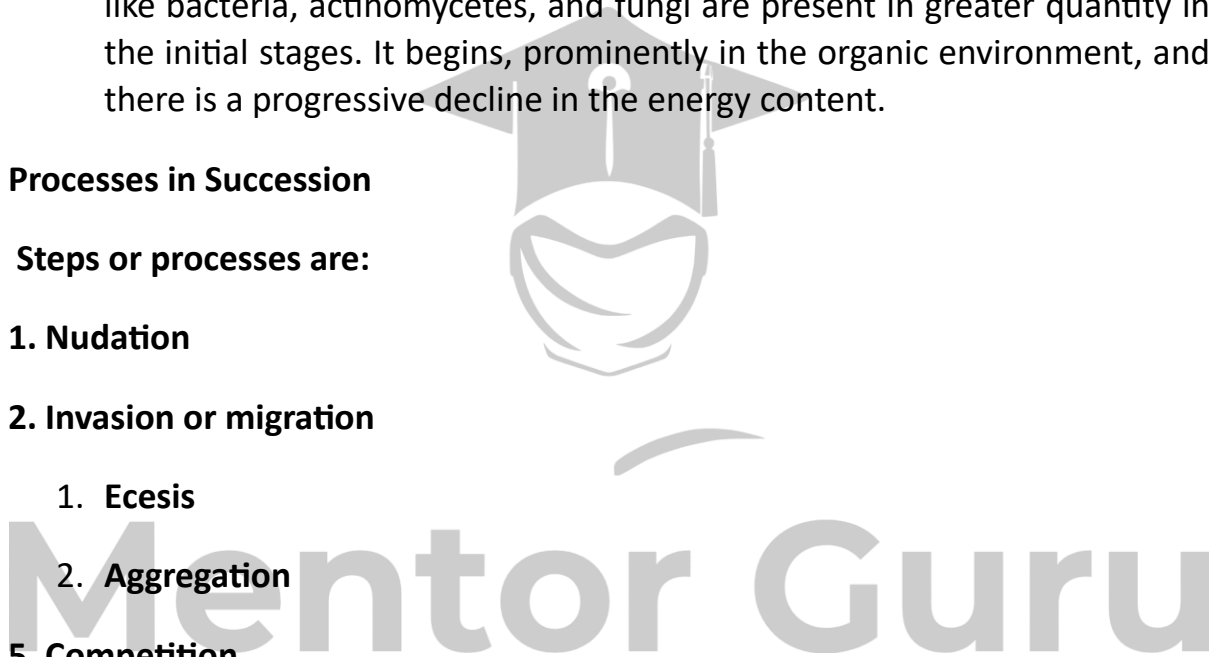 like bacteria, actinomycetes, and fungi are present in greater quantity in
the initial stages. It begins, prominently in the organic environment, and
there is a progressive decline in the energy content.
Processes in Succession
Steps or processes are:
1. Nudation
2. Invasion or migration
1. Ecesis
2. Aggregation
Mentor Guru
5. Competition